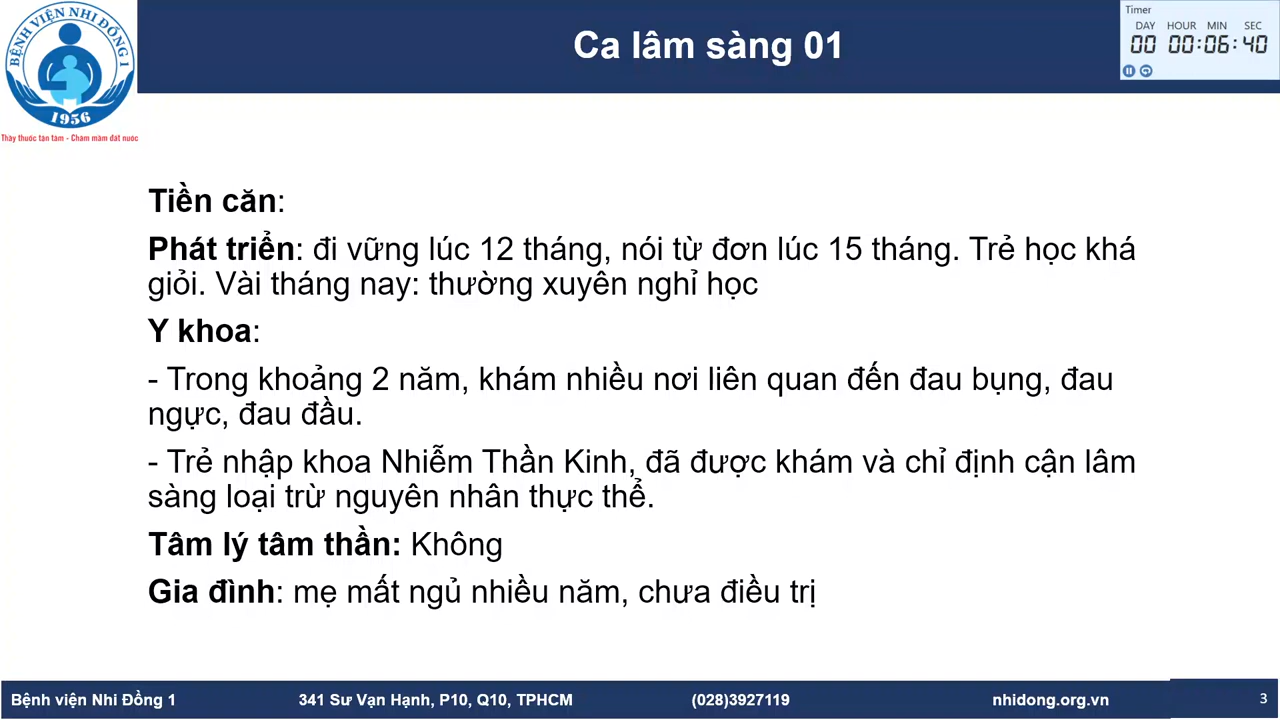 BỆNH VIỆN NHI ĐỒNG 1
1956
Thầy thuốc tận tâm - Chăm mầm đất nước
Ca lâm sàng 01
Timer
DAY HOUR MIN SEC
00 00:06:40
Tiền căn:
Phát triển: đi vững lúc 12 tháng, nói từ đơn lúc 15 tháng. Trẻ học khá
giỏi. Vài tháng nay: thường xuyên nghỉ học
Y khoa:
- Trong khoảng 2 năm, khám nhiều nơi liên quan đến đau bụng, đau
ngực, đau đầu.
- Trẻ nhập khoa Nhiễm Thần Kinh, đã được khám và chỉ định cận lâm
sàng loại trừ nguyên nhân thực thể.
Tâm lý tâm thần: Không
Gia đình: mẹ mất ngủ nhiều năm, chưa điều trị
Bệnh viện Nhi Đồng 1 341 Sư Vạn Hạnh, P10, Q10, TPHCM (028)3927119 nhidong.org.vn 3